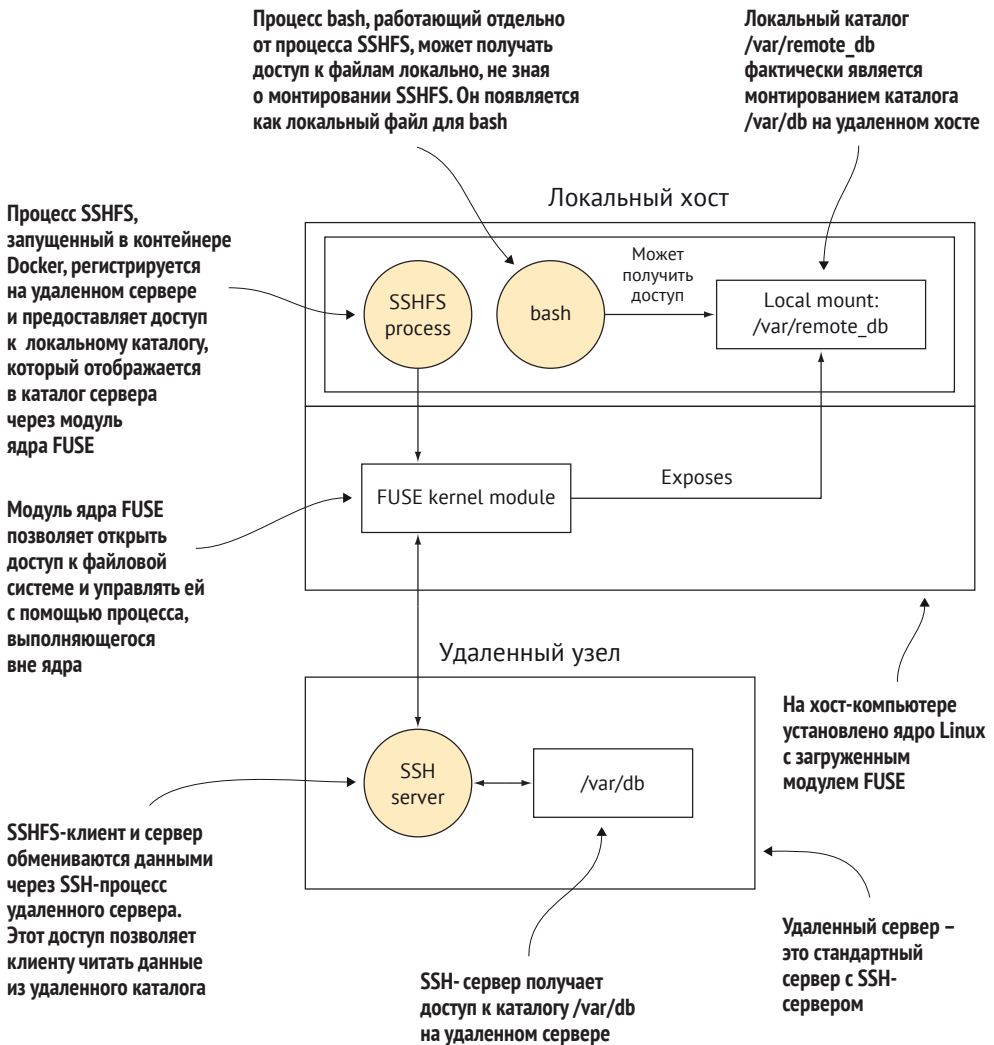 Процесс bash, работающий отдельно
от процесса SSHFS, может получать
доступ к файлам локально, не зная
о монтировании SSHFS. Он появляется
как локальный файл для bash
Локальный каталог
/var/remote_db
фактически является
монтированием каталога
/var/db на удаленном хосте
Процесс SSHFS,
запущенный в контейнере
Docker, регистрируется
на удаленном сервере
и предоставляет доступ
к локальному каталогу,
который отображается
в каталог сервера
через модуль
ядра FUSE
Локальный хост
SSHFS
process
bash
Может
получить
доступ
Local mount:
/var/remote_db
Модуль ядра FUSE
позволяет открыть
доступ к файловой
системе и управлять ей
с помощью процесса,
выполняющегося
вне ядра
FUSE kernel module
Exposes
Удаленный узел
SSH
server
/var/db
На хост-компьютере
установлено ядро Linux
с загруженным
модулем FUSE
SSHFS-клиент и сервер
обмениваются данными
через SSH-процесс
удаленного сервера.
Этот доступ позволяет
клиенту читать данные
из удаленного каталога
SSH- сервер получает
доступ к каталогу /var/db
на удаленном сервере
Удаленный сервер –
это стандартный
сервер с SSH-
сервером